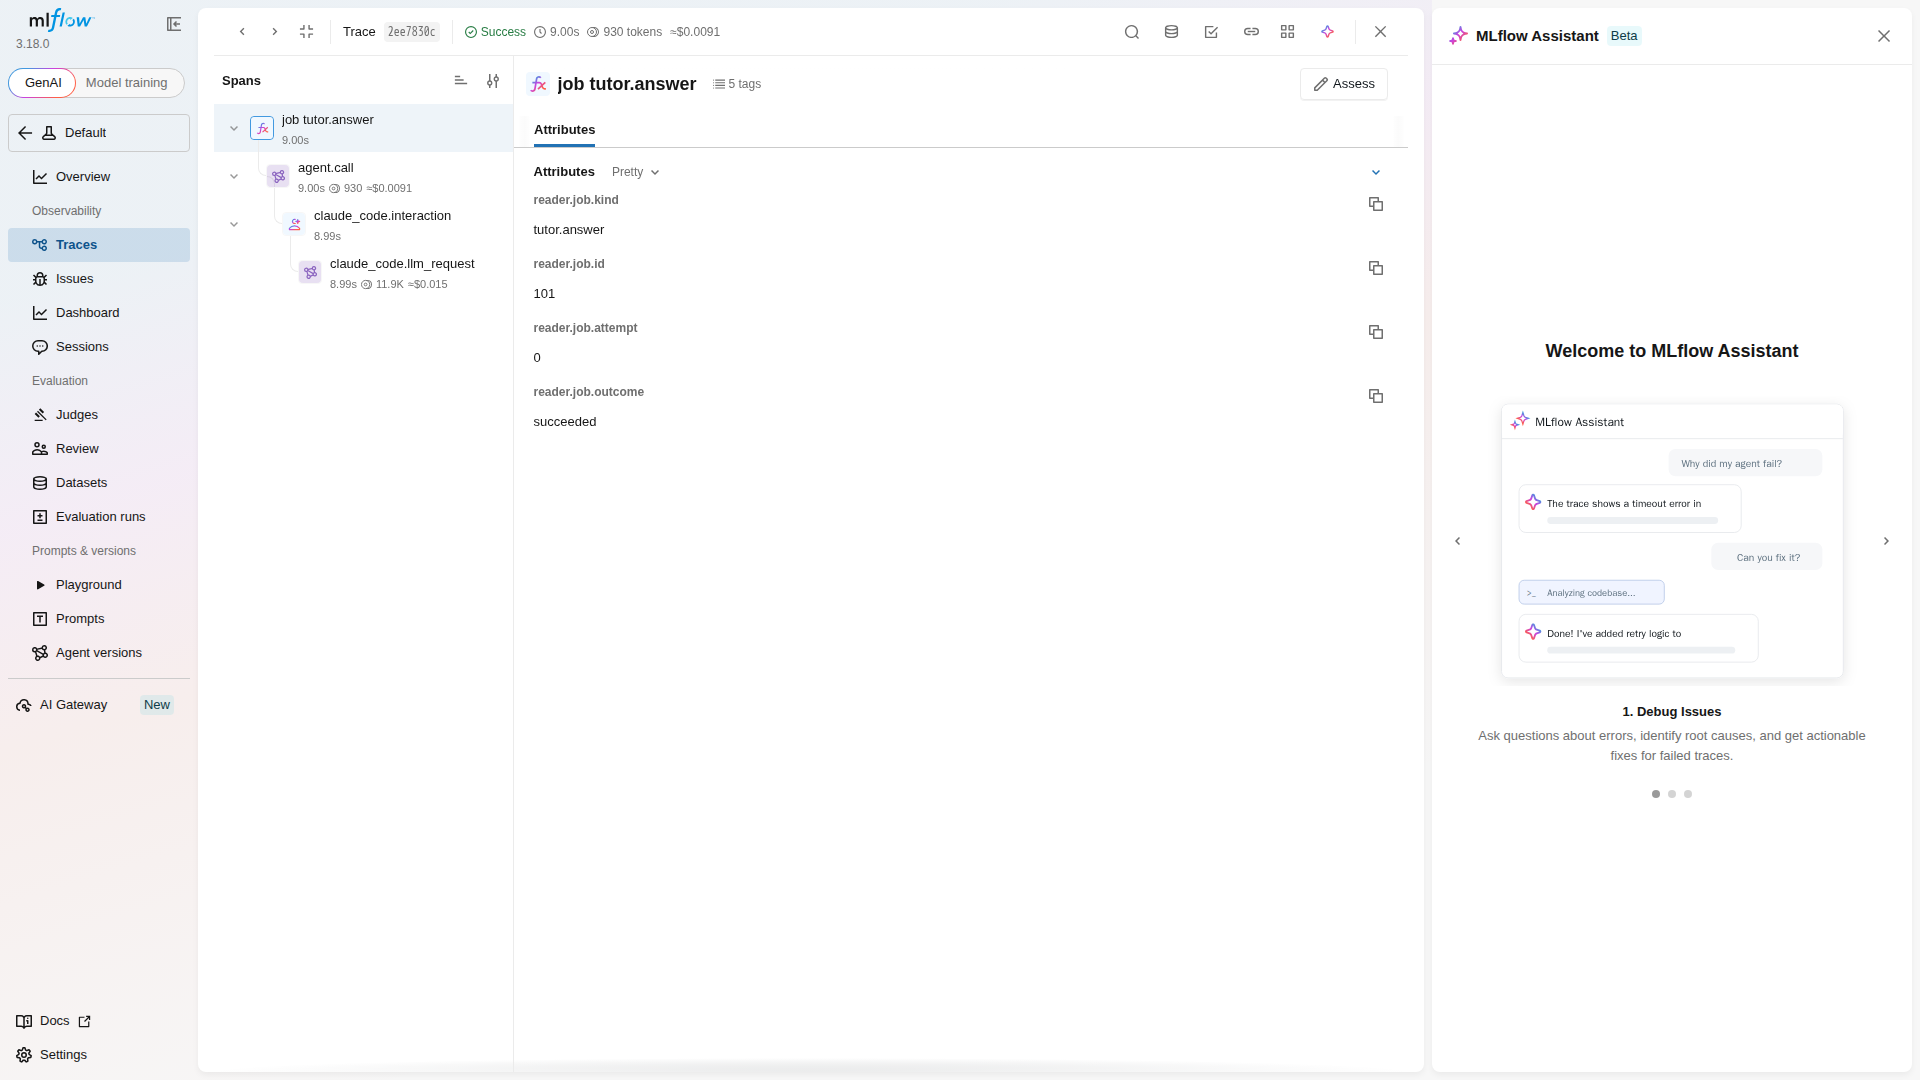 mlflow
3.18.0
GenAI
Model training
Default
Overview
Observability
Traces
Issues
Dashboard
Sessions
Evaluation
Judges
Review
Datasets
Evaluation runs
Prompts & versions
Playground
Prompts
Agent versions
AI Gateway New
Docs
Settings
Trace 2ee7830c Success 9.00s 930 tokens ≈$0.0091
Spans
job tutor.answer
9.00s
agent.call
9.00s 930 ≈$0.0091
claude_code.interaction
8.99s
claude_code.llm_request
8.99s 11.9K ≈$0.015
job tutor.answer 5 tags Assess
Attributes
Attributes Pretty
reader.job.kind
tutor.answer
reader.job.id
101
reader.job.attempt
0
reader.job.outcome
succeeded
MLflow Assistant Beta
Welcome to MLflow Assistant
MLflow Assistant
Why did my agent fail?
The trace shows a timeout error in
Can you fix it?
>_ Analyzing codebase...
Done! I've added retry logic to
1. Debug Issues
Ask questions about errors, identify root causes, and get actionable
fixes for failed traces.